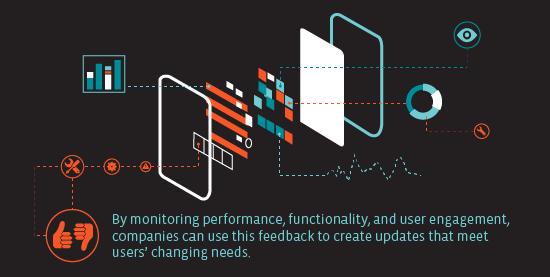 By monitoring performance, functionality, and user engagement,
companies can use this feedback to create updates that meet
users’ changing needs.